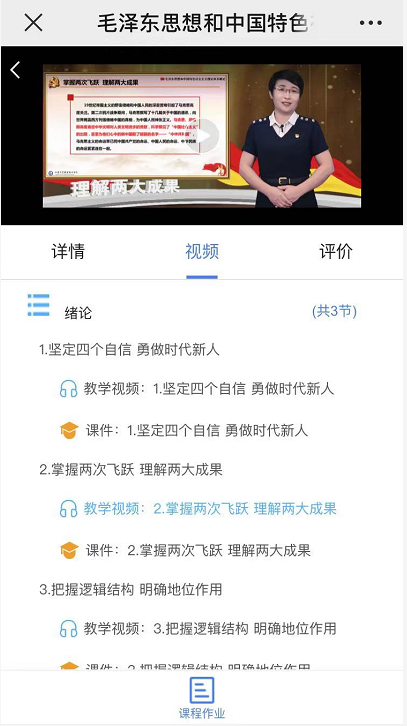 毛泽东思想和中国特色
掌握两次飞跃 理解两大成果
理解两大成果
详情
视频
评价
绪论
(共3节)
1.坚定四个自信 勇做时代新人
教学视频：1.坚定四个自信 勇做时代新人
课件：1.坚定四个自信 勇做时代新人
2.掌握两次飞跃 理解两大成果
教学视频：2.掌握两次飞跃 理解两大成果
课件：2.掌握两次飞跃 理解两大成果
3.把握逻辑结构 明确地位作用
教学视频：3.把握逻辑结构 明确地位作用
课件：3.把握逻辑结构 明确地位作用
课程作业